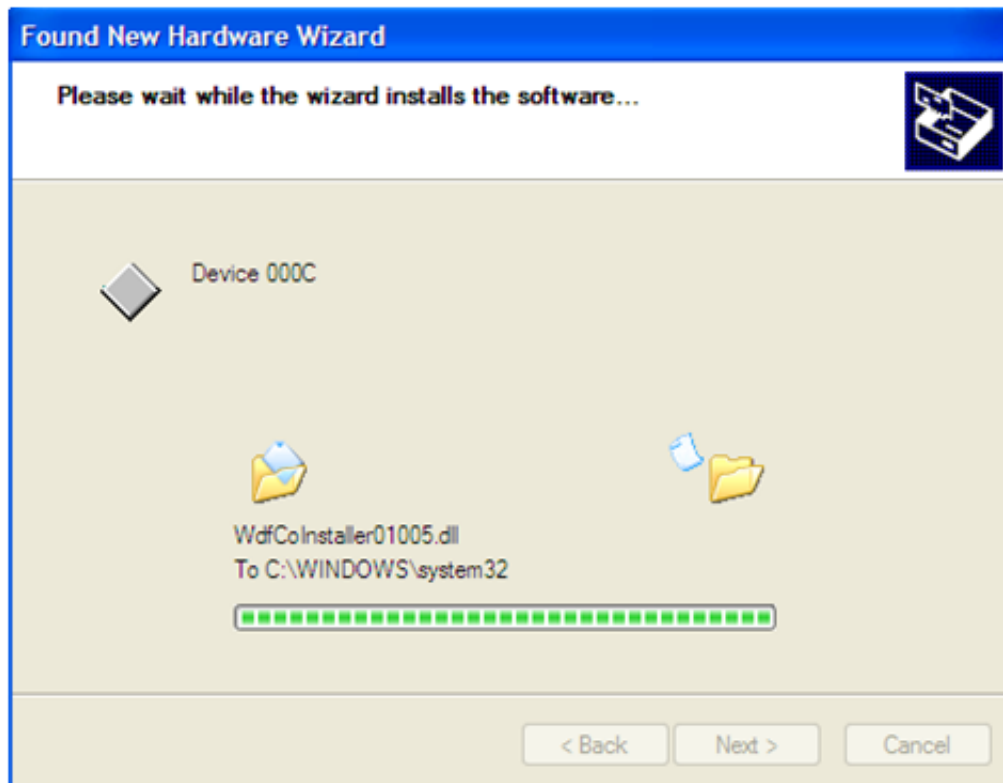 Found New Hardware Wizard
Please wait while the wizard installs the software...
Device 000C
WdfCoInstaller01005.dll
To C:\WINDOWS\system32
< Back
Next >
Cancel